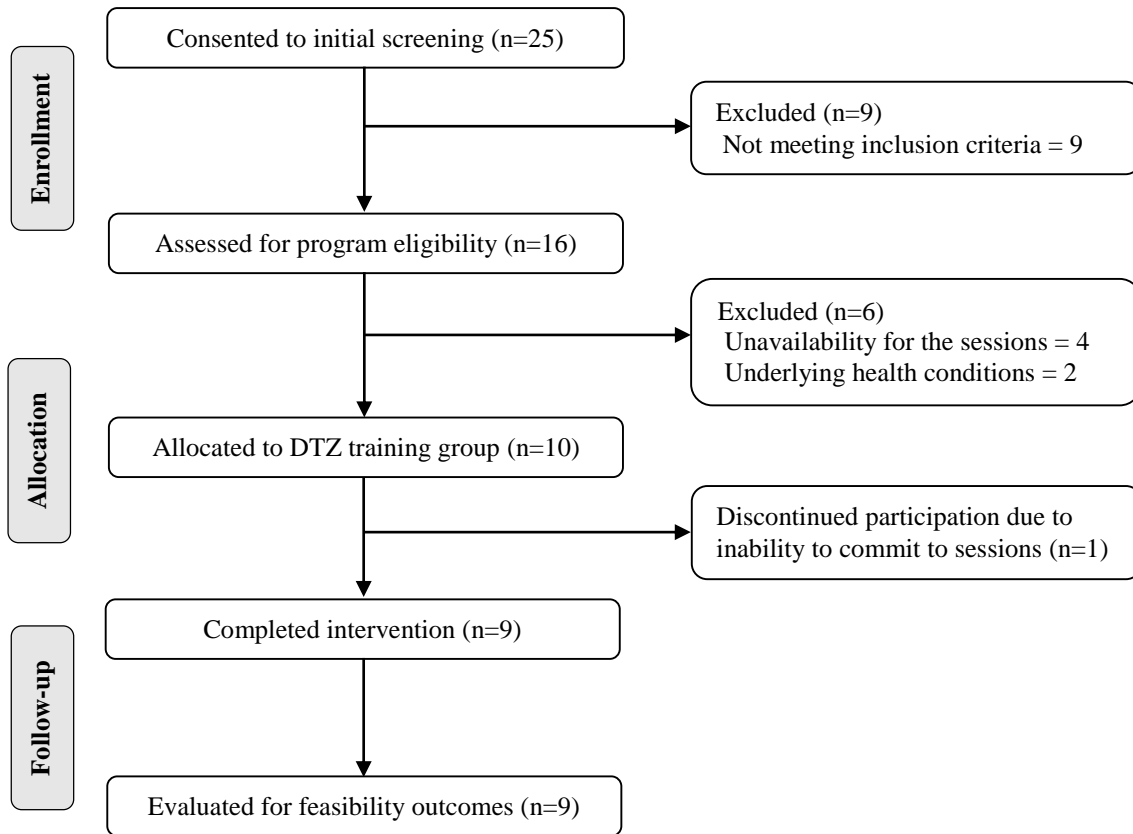 Enrollment
Consented to initial screening (n=25)
Excluded (n=9)
Not meeting inclusion criteria = 9
Assessed for program eligibility (n=16)
Excluded (n=6)
Unavailability for the sessions = 4
Underlying health conditions = 2
Allocation
Allocated to DTZ training group (n=10)
Discontinued participation due to
inability to commit to sessions (n=1)
Follow-up
Completed intervention (n=9)
Evaluated for feasibility outcomes (n=9)